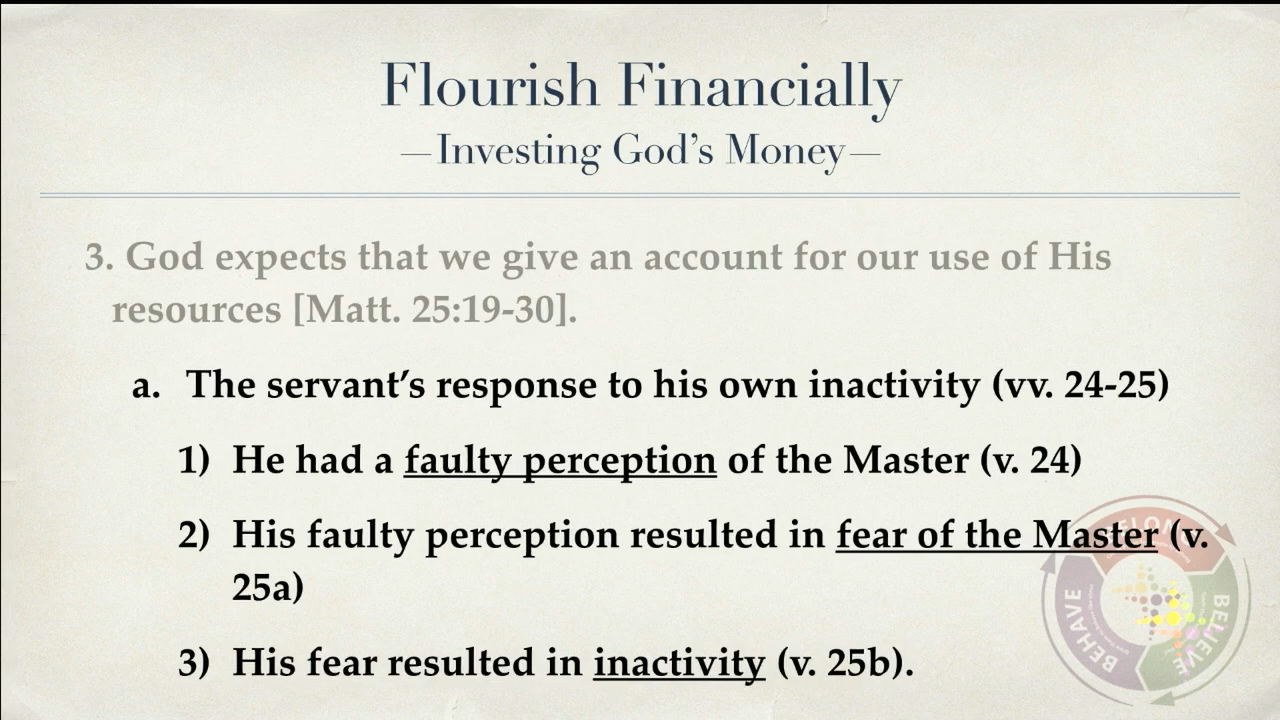 Flourish Financially
—Investing God’s Money—
3. God expects that we give an account for our use of His
resources [Matt. 25:19-30].
a. The servant’s response to his own inactivity (vv. 24-25)
1) He had a faulty perception of the Master (v. 24)
2) His faulty perception resulted in fear of the Master (v.
25a)
3) His fear resulted in inactivity (v. 25b).
BEHAVE
BELIEVE